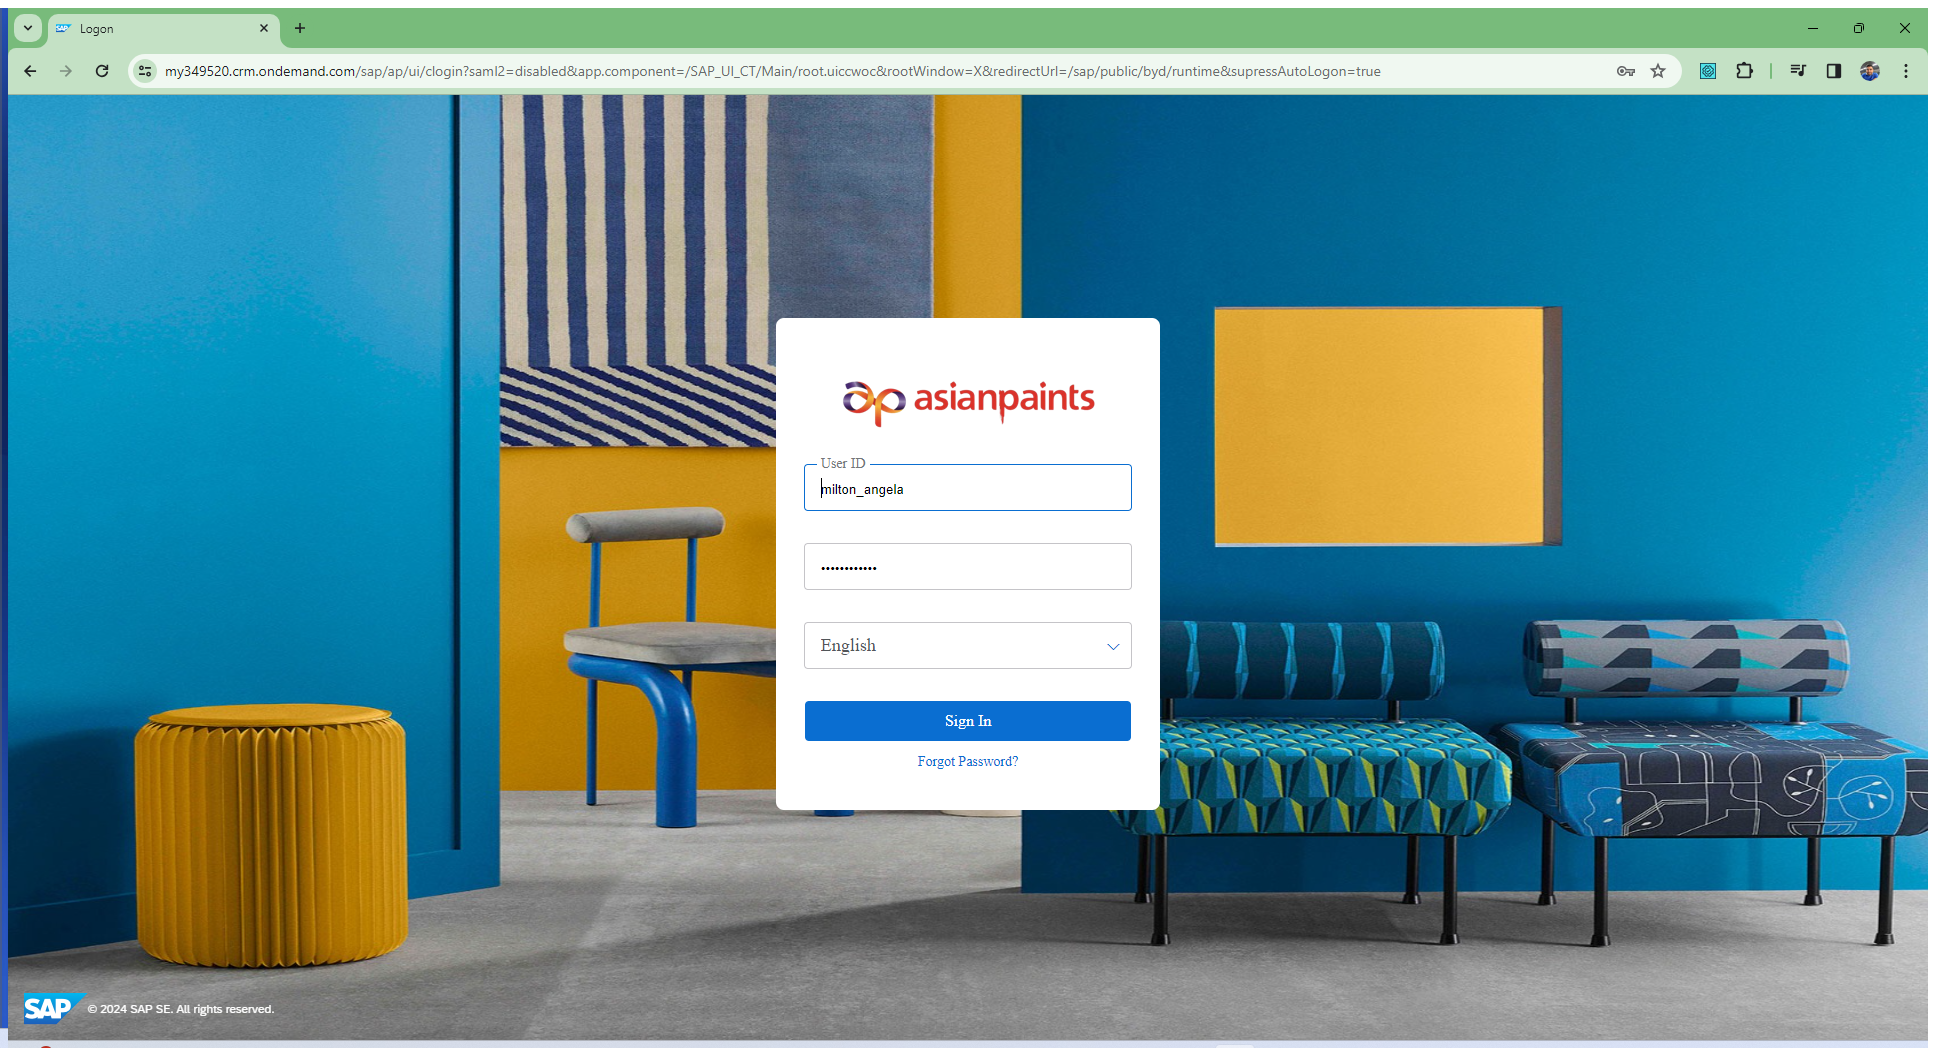 Logon
my349520.crm.ondemand.com/sap/ap/ui/clogin?saml2=disabled&app.component=/SAP_UI_CT/Main/root.uiccwoc&rootWindow=X&redirectUrl=/sap/public/byd/runtime&supressAutoLogon=true
ap asianpaints
User ID
milton_angela
••••••••••••
English
Sign In
Forgot Password?
SAP © 2024 SAP SE. All rights reserved.